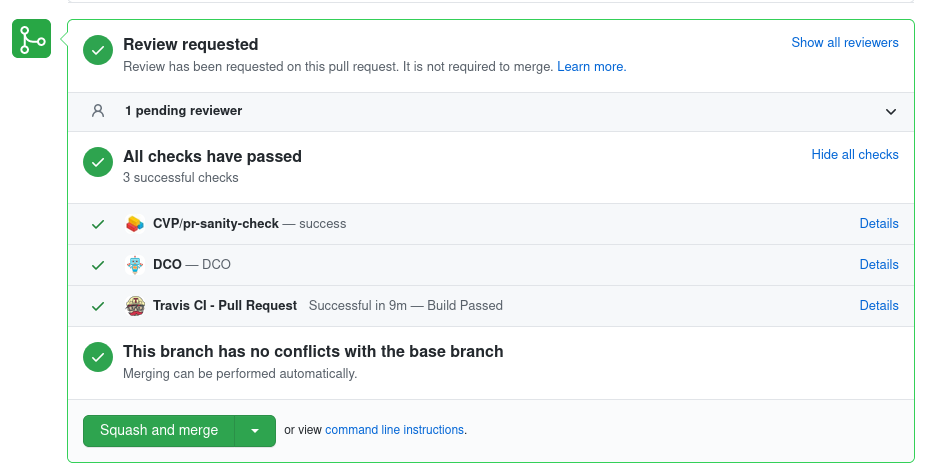 Review requested
Show all reviewers
Review has been requested on this pull request. It is not required to merge. Learn more.
1 pending reviewer
All checks have passed
Hide all checks
3 successful checks
CVP/pr-sanity-check — success
Details
DCO — DCO
Details
Travis CI - Pull Request Successful in 9m — Build Passed
Details
This branch has no conflicts with the base branch
Merging can be performed automatically.
Squash and merge or view command line instructions.